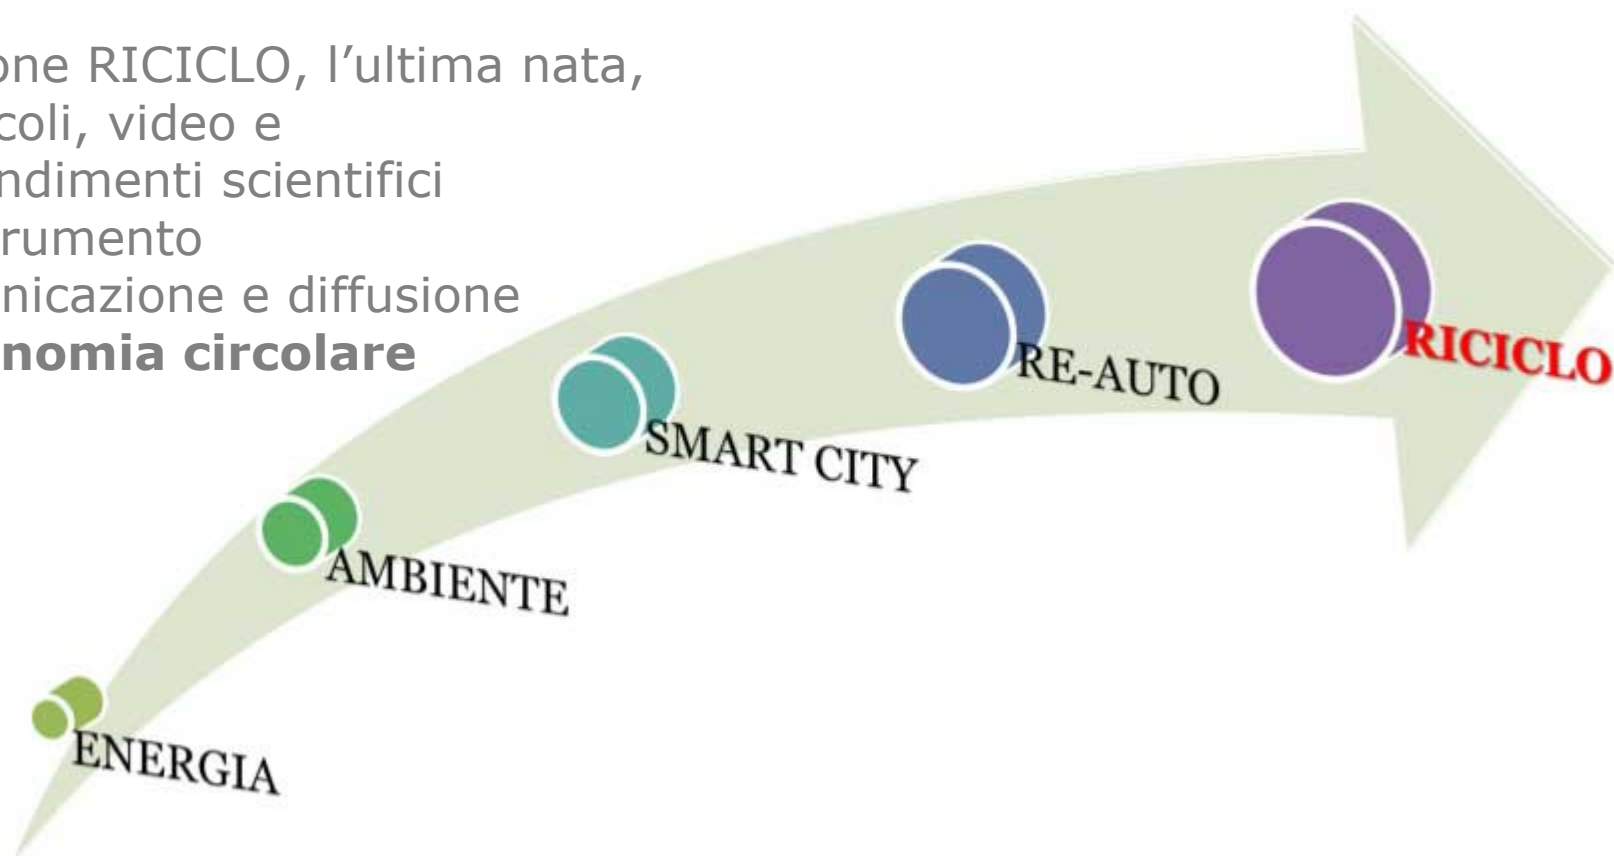 one RICICLO, l’ultima nata,
coli, video e
ndimenti scientifici
rumento
nicazione e diffusione
nomia circolare
RICICLO
RE-AUTO
SMART CITY
AMBIENTE
ENERGIA